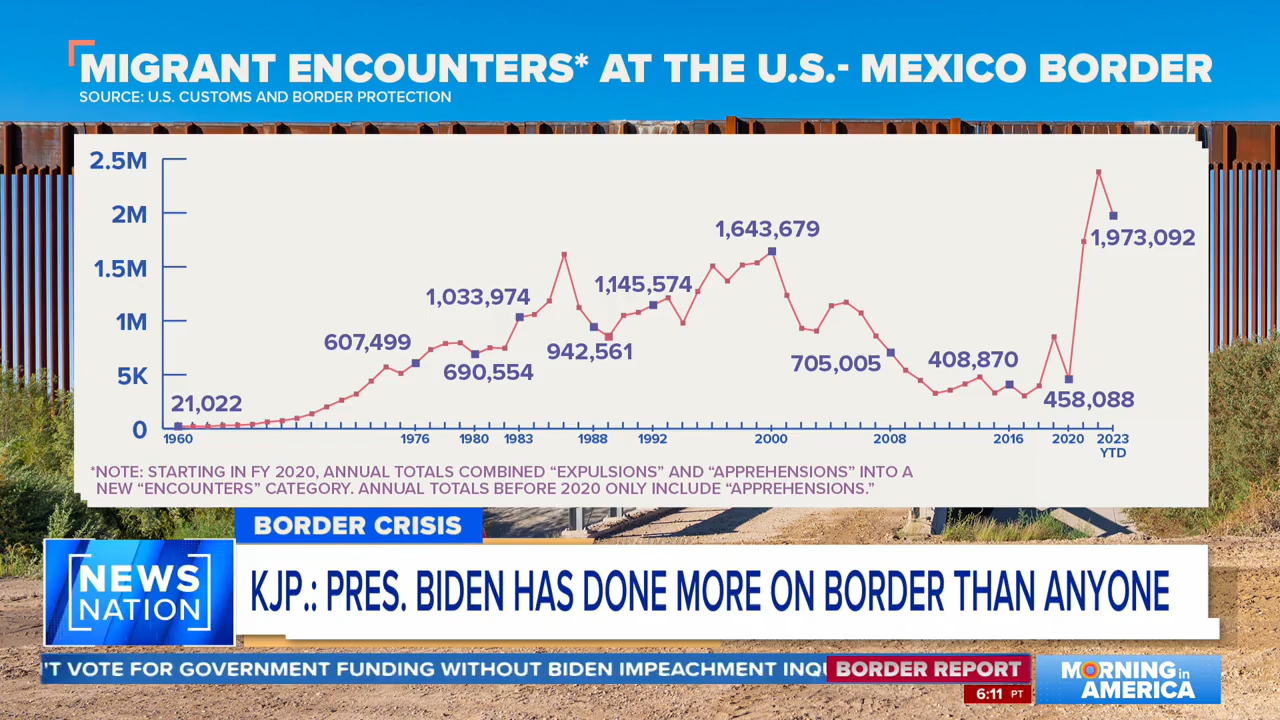 MIGRANT ENCOUNTERS* AT THE U.S.- MEXICO BORDER
SOURCE: U.S. CUSTOMS AND BORDER PROTECTION
2.5M
2M
1.5M
1M
5K
0
21,022
607,499
1,033,974
690,554
942,561
1,145,574
1,643,679
705,005
408,870
458,088
1,973,092
1960
1976
1980
1983
1988
1992
2000
2008
2016
2020
2023
YTD
*NOTE: STARTING IN FY 2020, ANNUAL TOTALS COMBINED “EXPULSIONS” AND “APPREHENSIONS” INTO A
NEW “ENCOUNTERS” CATEGORY. ANNUAL TOTALS BEFORE 2020 ONLY INCLUDE “APPREHENSIONS.”
BORDER CRISIS
NEWS
NATION
KJP.: PRES. BIDEN HAS DONE MORE ON BORDER THAN ANYONE
'T VOTE FOR GOVERNMENT FUNDING WITHOUT BIDEN IMPEACHMENT INQU
BORDER REPORT
6:11 PT
MORNING in
AMERICA